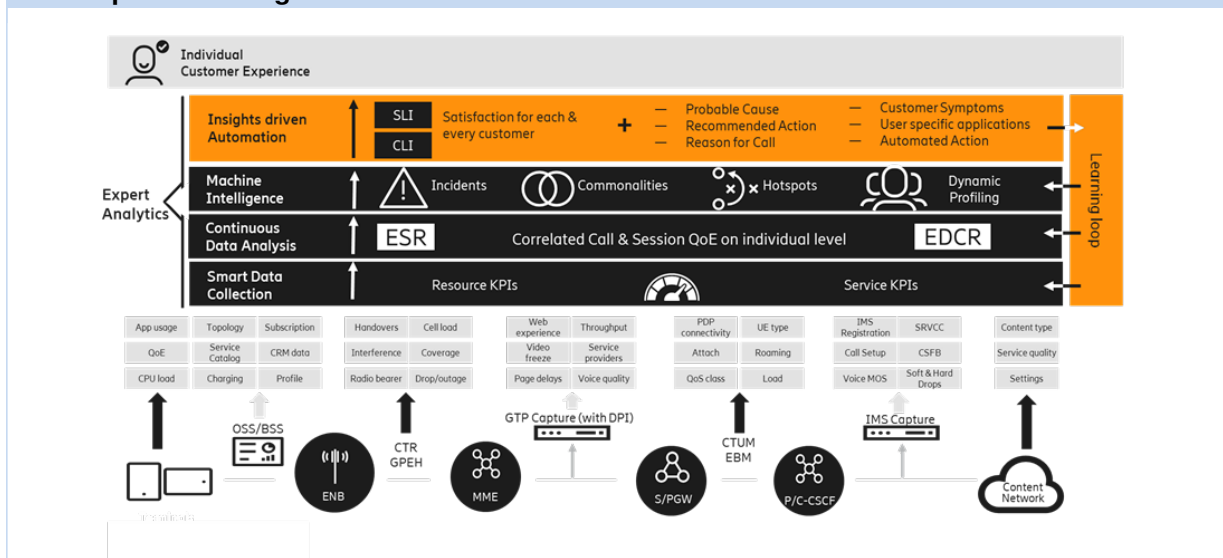 Individual
Customer Experience
Insights driven
Automation
SLI
CLI
Satisfaction for each &
every customer
+
— Probable Cause
— Recommended Action
— Reason for Call
— Customer Symptoms
— User specific applications
— Automated Action
Learning loop
Expert
Analytics
Machine
Intelligence
Incidents
Commonalities
Hotspots
Dynamic
Profiling
Continuous
Data Analysis
ESR
Correlated Call & Session QoE on individual level
EDCR
Smart Data
Collection
Resource KPIs
Service KPIs
App usage
Topology
Subscription
Handovers
Cell load
Web
experience
Throughput
PDP
connectivity
UE type
IMS
Registration
SRVCC
Content type
QoE
Service
Catalog
CRM data
Interference
Coverage
Video
freeze
Service
providers
Attach
Roaming
Call Setup
CSFB
Service quality
CPU load
Charging
Profile
Radio bearer
Drop/outage
Page delays
Voice quality
QoS class
Load
Voice MOS
Soft & Hard
Drops
Settings
OSS/BSS
CTR
GPEH
GTP Capture (with DPI)
CTUM
EBM
IMS Capture
ENB
MME
S/PGW
P/C-CSCF
Content
Network